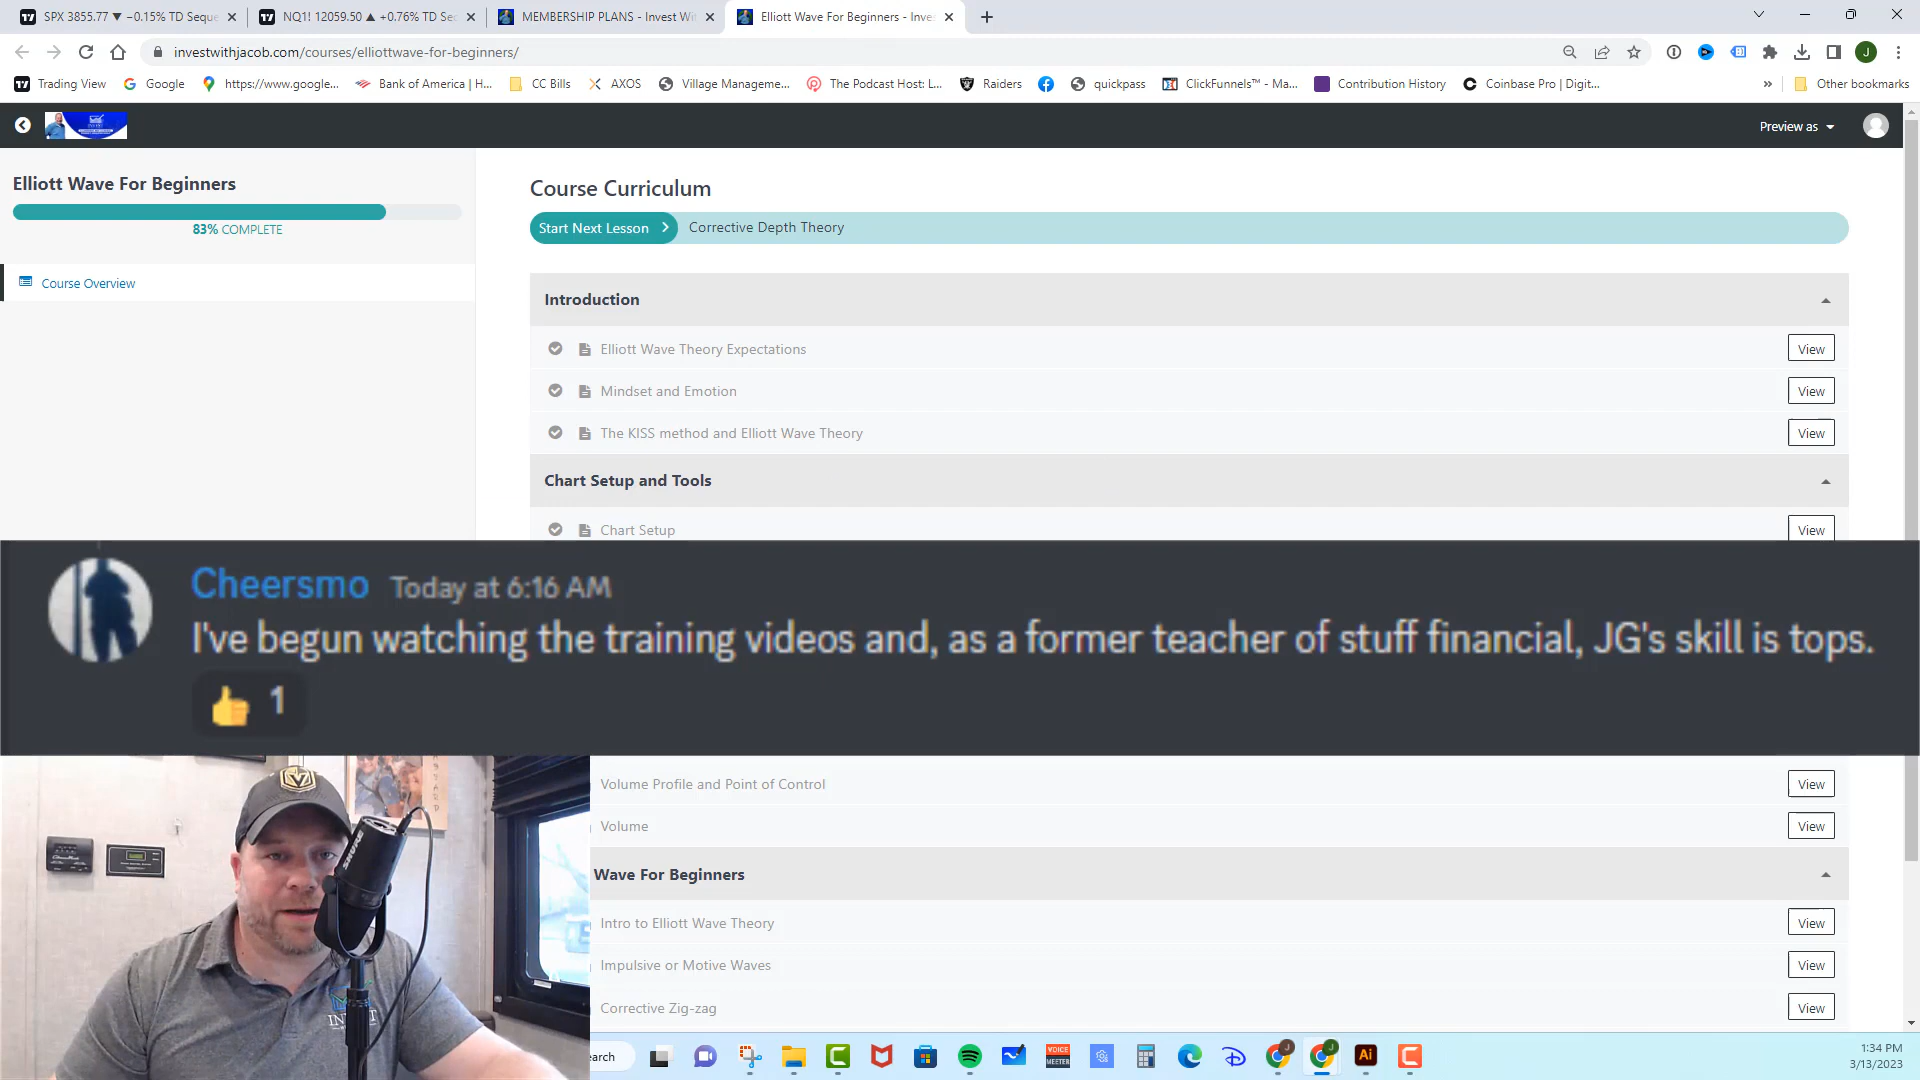 SPX 3855.77 ▼ −0.15% TD Seque
NQ1! 12059.50 ▲ +0.76% TD Sec
MEMBERSHIP PLANS - Invest Wit
Elliott Wave For Beginners - Inves
investwithjacob.com/courses/elliottwave-for-beginners/
Trading View
Google
https://www.google...
Bank of America | H...
CC Bills
AXOS
Village Manageme...
The Podcast Host: L...
Raiders
quickpass
ClickFunnels™ - Ma...
Contribution History
Coinbase Pro | Digit...
»
Other bookmarks
Preview as
Elliott Wave For Beginners
83% COMPLETE
Course Overview
Course Curriculum
Start Next Lesson
Corrective Depth Theory
Introduction
Elliott Wave Theory Expectations
View
Mindset and Emotion
View
The KISS method and Elliott Wave Theory
View
Chart Setup and Tools
Chart Setup
View
Cheersmo Today at 6:16 AM
I've begun watching the training videos and, as a former teacher of stuff financial, JG's skill is tops.
👍 1
Volume Profile and Point of Control
View
Volume
View
Wave For Beginners
Intro to Elliott Wave Theory
View
Impulsive or Motive Waves
View
Corrective Zig-zag
View
SHURE
earch
VOICE
MEETER
Ai
1:34 PM
3/13/2023